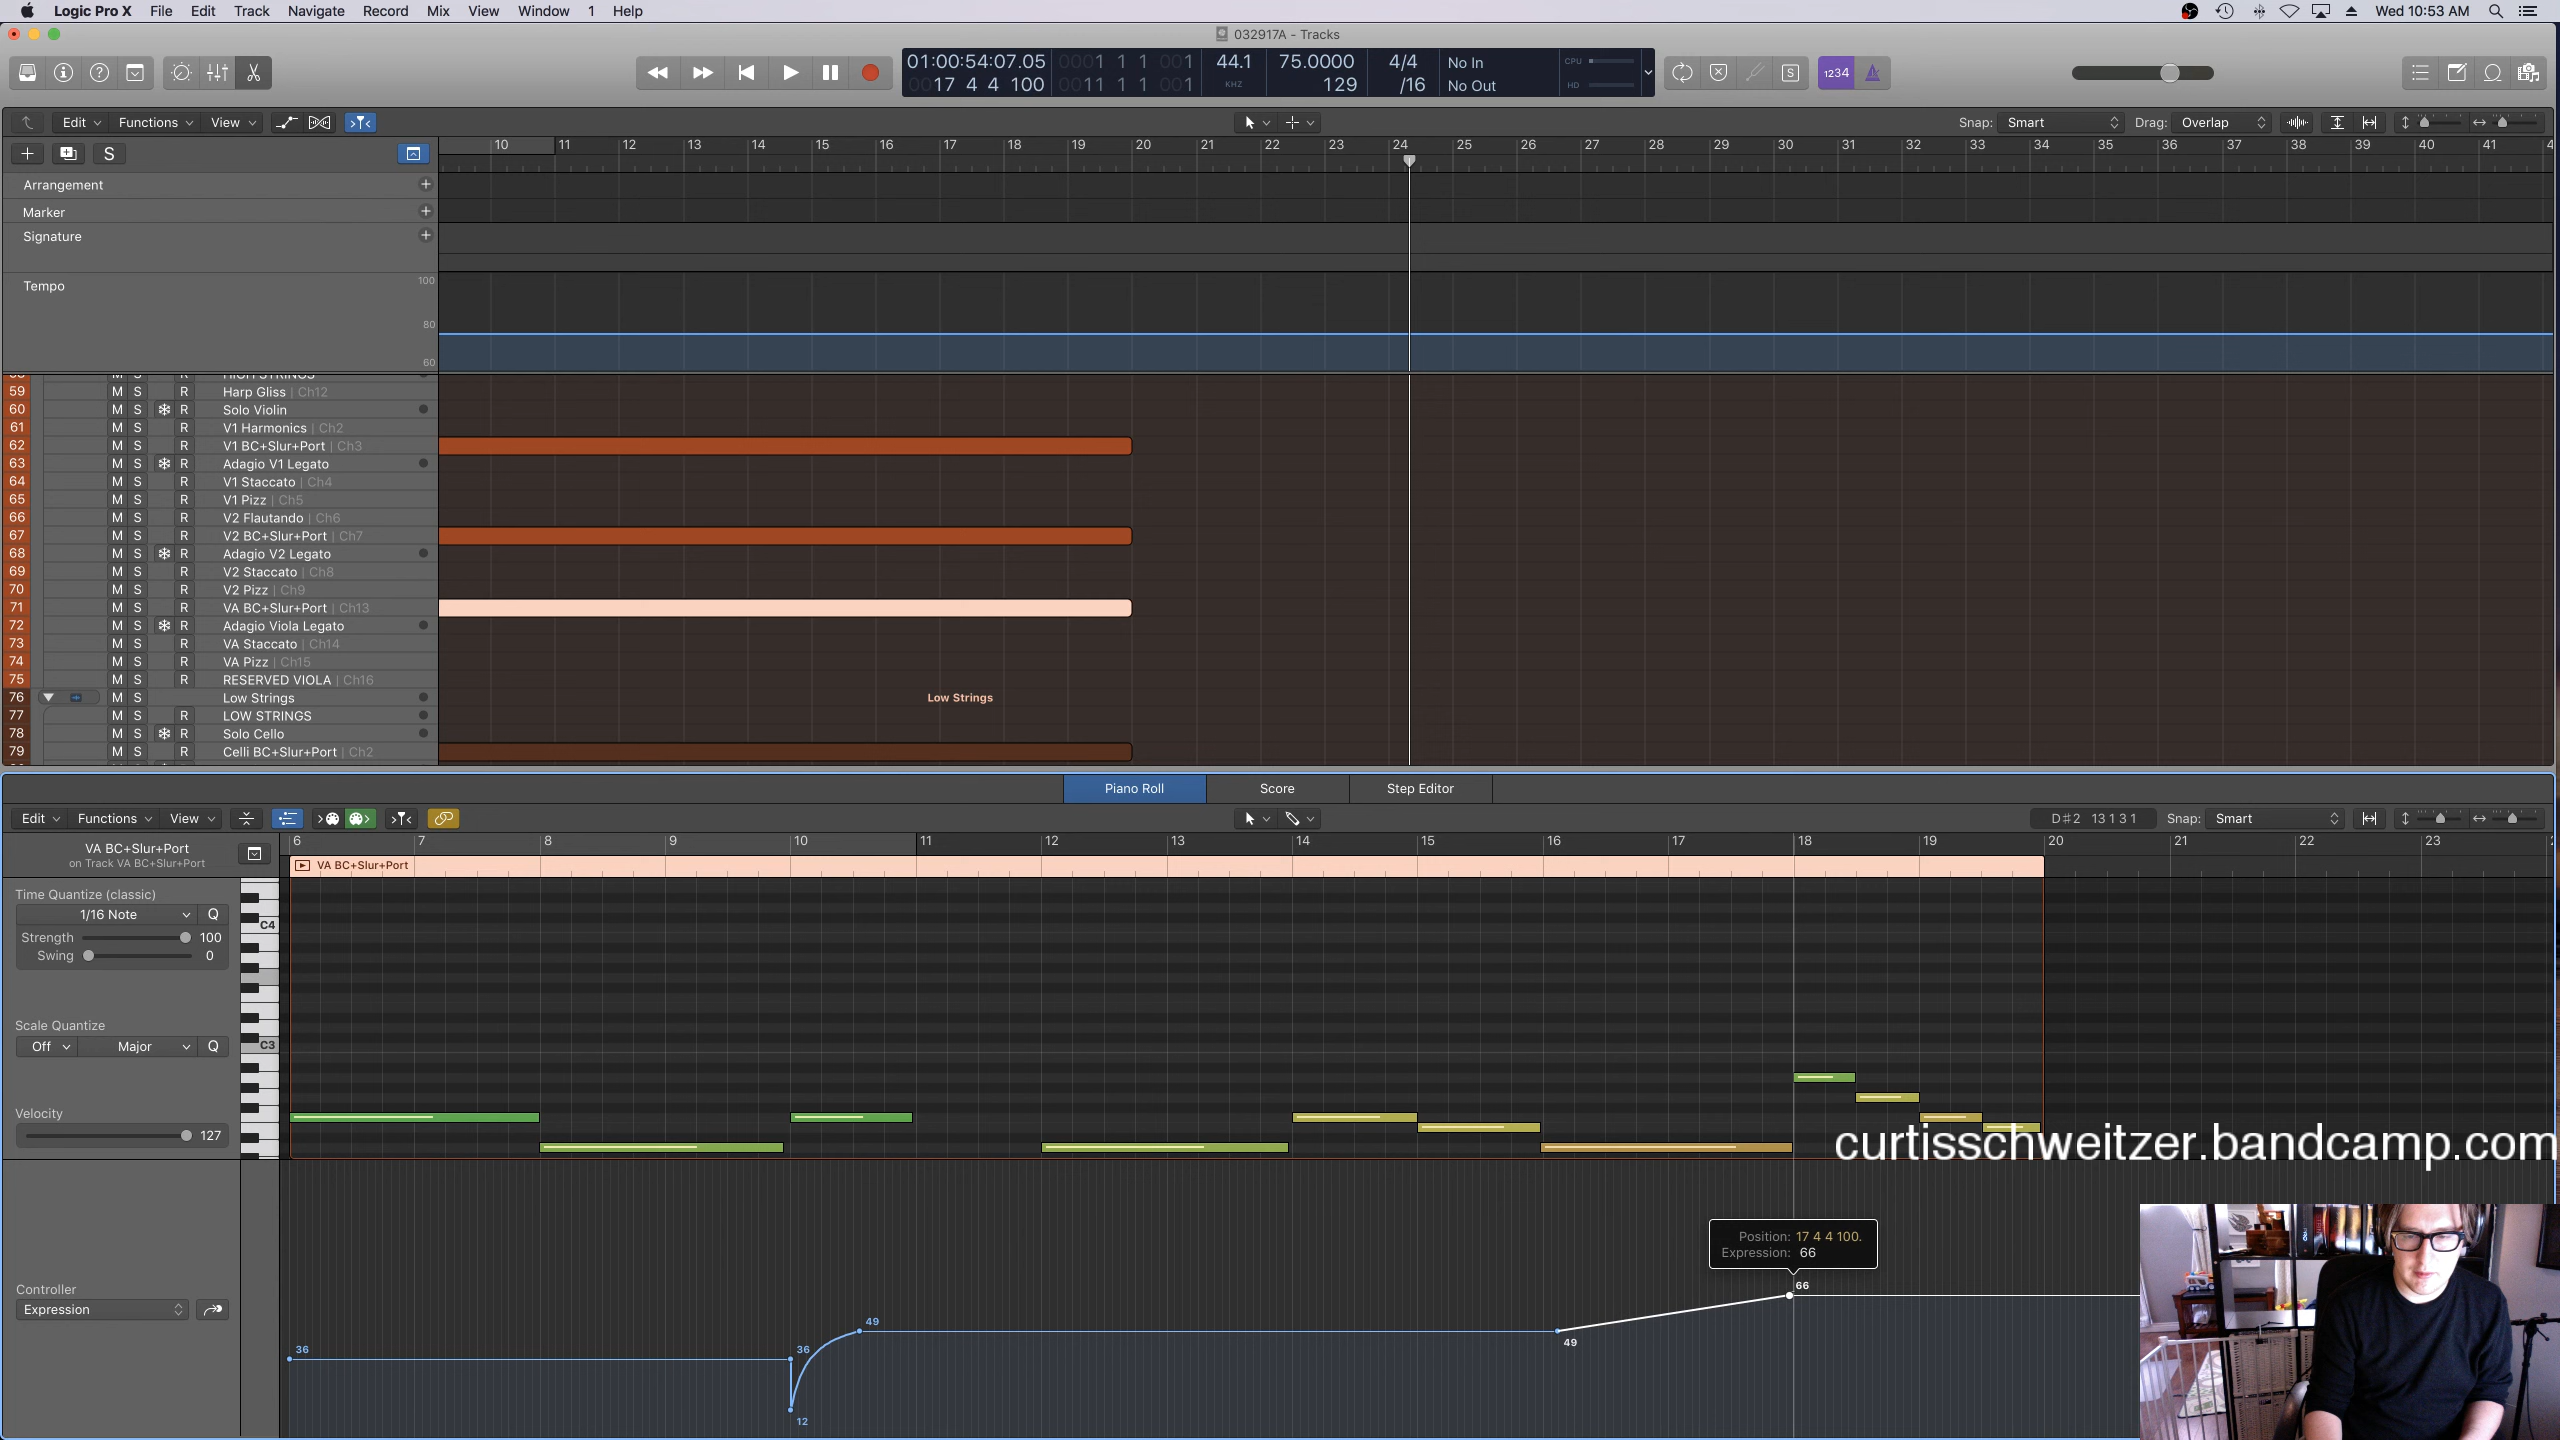 Logic Pro X File Edit Track Navigate Record Mix View Window 1 Help
Wed 10:53 AM
032917A - Tracks
01:00:54:07.05 0001 1 1 001 44.1 75.0000 4/4 No In CPU
0017 4 4 100 0011 1 1 001 KHZ 129 /16 No Out HD
S 1234
Edit Functions View
Snap: Smart Drag: Overlap
S
10 11 12 13 14 15 16 17 18 19 20 21 22 23 24 25 26 27 28 29 30 31 32 33 34 35 36 37 38 39 40 41
Arrangement +
Marker +
Signature +
Tempo
100
80
60
HIGH STRINGS
59 M S R Harp Gliss | Ch12
60 M S R Solo Violin
61 M S R V1 Harmonics | Ch2
62 M S R V1 BC+Slur+Port | Ch3
63 M S R Adagio V1 Legato
64 M S R V1 Staccato | Ch4
65 M S R V1 Pizz | Ch5
66 M S R V2 Flautando | Ch6
67 M S R V2 BC+Slur+Port | Ch7
68 M S R Adagio V2 Legato
69 M S R V2 Staccato | Ch8
70 M S R V2 Pizz | Ch9
71 M S R VA BC+Slur+Port | Ch13
72 M S R Adagio Viola Legato
73 M S R VA Staccato | Ch14
74 M S R VA Pizz | Ch15
75 M S R RESERVED VIOLA | Ch16
76 M S Low Strings
Low Strings
77 M S R LOW STRINGS
78 M S R Solo Cello
79 M S R Celli BC+Slur+Port | Ch2
Piano Roll Score Step Editor
Edit Functions View
D#2 13 1 3 1 Snap: Smart
6 7 8 9 10 11 12 13 14 15 16 17 18 19 20 21 22 23
VA BC+Slur+Port
on Track VA BC+Slur+Port
VA BC+Slur+Port
Time Quantize (classic)
1/16 Note Q
Strength 100
Swing 0
C4
Scale Quantize
Off Major Q
C3
Velocity
127
curtisschweitzer.bandcamp.com
Position: 17 4 4 100.
Expression: 66
66
Controller
Expression
36
36
12
49
49